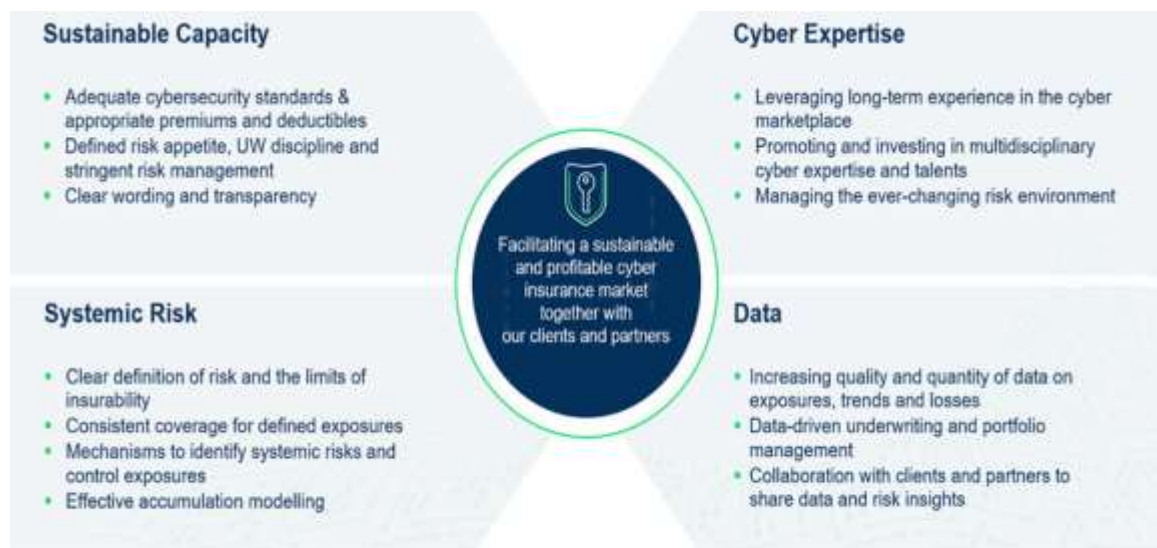 Sustainable Capacity
• Adequate cybersecurity standards &
appropriate premiums and deductibles
• Defined risk appetite, UW discipline and
stringent risk management
• Clear wording and transparency
Cyber Expertise
• Leveraging long-term experience in the cyber
marketplace
• Promoting and investing in multidisciplinary
cyber expertise and talents
• Managing the ever-changing risk environment
Facilitating a sustainable
and profitable cyber
insurance market
together with
our clients and partners
Systemic Risk
• Clear definition of risk and the limits of
insurability
• Consistent coverage for defined exposures
• Mechanisms to identify systemic risks and
control exposures
• Effective accumulation modelling
Data
• Increasing quality and quantity of data on
exposures, trends and losses
• Data-driven underwriting and portfolio
management
• Collaboration with clients and partners to
share data and risk insights